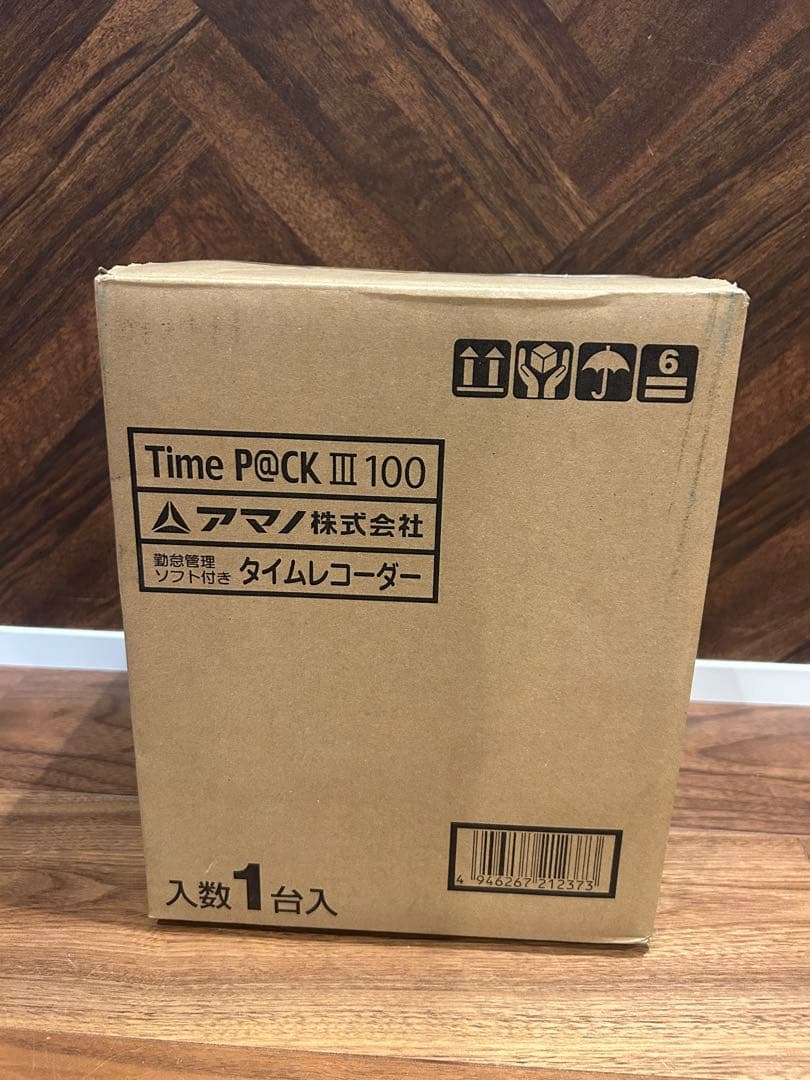 6
Time P@CK III 100
アマノ株式会社
勤怠管理
ソフト付き タイムレコーダー
4 946267 212373
入数1台入